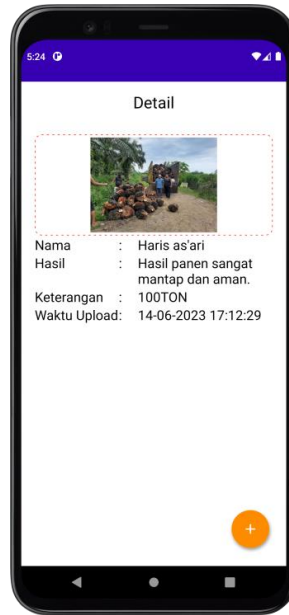 5:24
Detail
Nama : Haris as'ari
Hasil : Hasil panen sangat
mantap dan aman.
Keterangan : 100TON
Waktu Upload: 14-06-2023 17:12:29
+